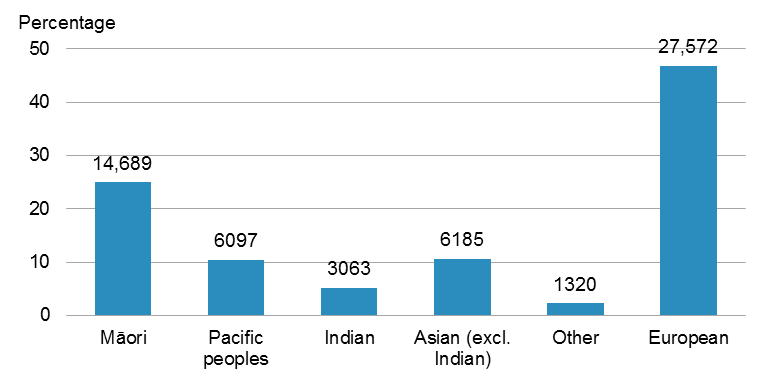 Percentage
50
40
30
20
10
0
14,689
6097
3063
6185
1320
27,572
Māori
Pacific
peoples
Indian
Asian (excl.
Indian)
Other
European